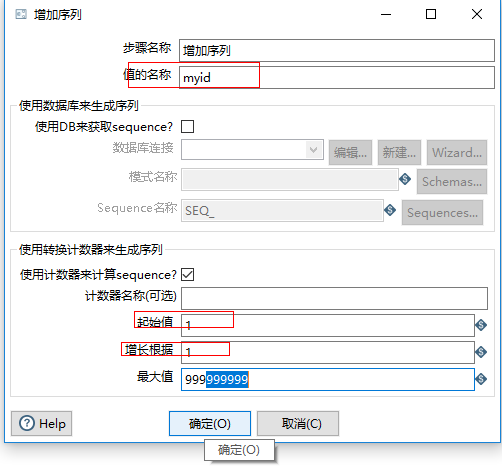 增加序列
步骤名称 增加序列
值的名称 myid
使用数据库来生成序列
使用DB来获取sequence?
数据库连接 编辑... 新建... Wizard...
模式名称 Schemas...
Sequence名称 SEQ_ Sequences...
使用转换计数器来生成序列
使用计数器来计算sequence?
计数器名称(可选)
起始值 1
增长根据 1
最大值 999999999
Help 确定(O) 取消(C)
确定(O)